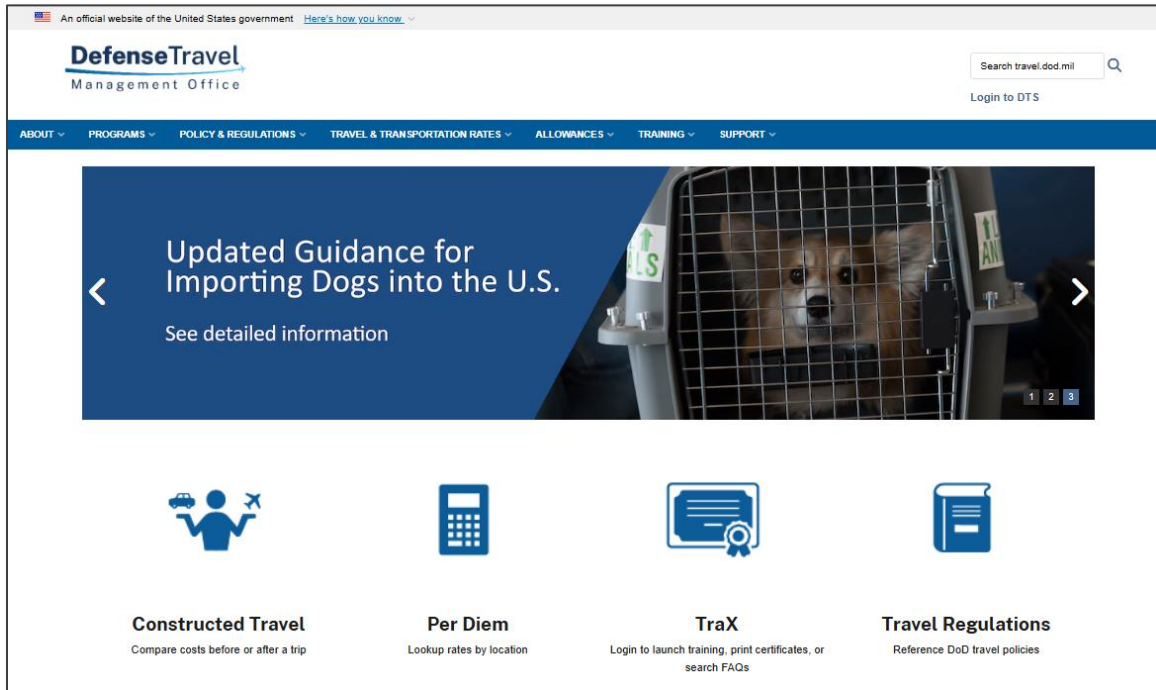 An official website of the United States government Here's how you know
DefenseTravel
Management Office
Search travel.dod.mil
Login to DTS
ABOUT PROGRAMS POLICY & REGULATIONS TRAVEL & TRANSPORTATION RATES ALLOWANCES TRAINING SUPPORT
Updated Guidance for
Importing Dogs into the U.S.
See detailed information
1 2 3
Constructed Travel
Compare costs before or after a trip
Per Diem
Lookup rates by location
TraX
Login to launch training, print certificates, or
search FAQs
Travel Regulations
Reference DoD travel policies